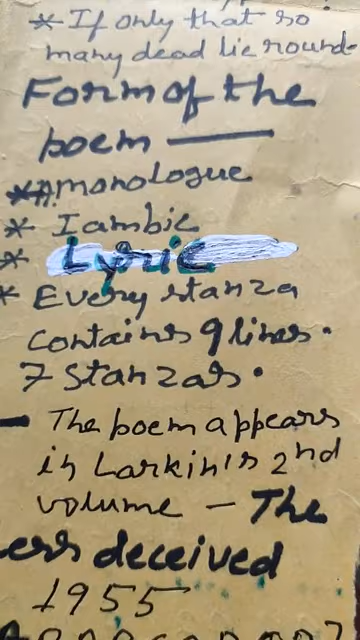 * If only that so
many dead lie round
Form of the
poem —
* A monologue
* Iambic
* Lyric
* Every stanza
contains 9 lines.
7 stanzas.
— The poem appears
in Larkin's 2nd
volume — The
ess deceived
1955